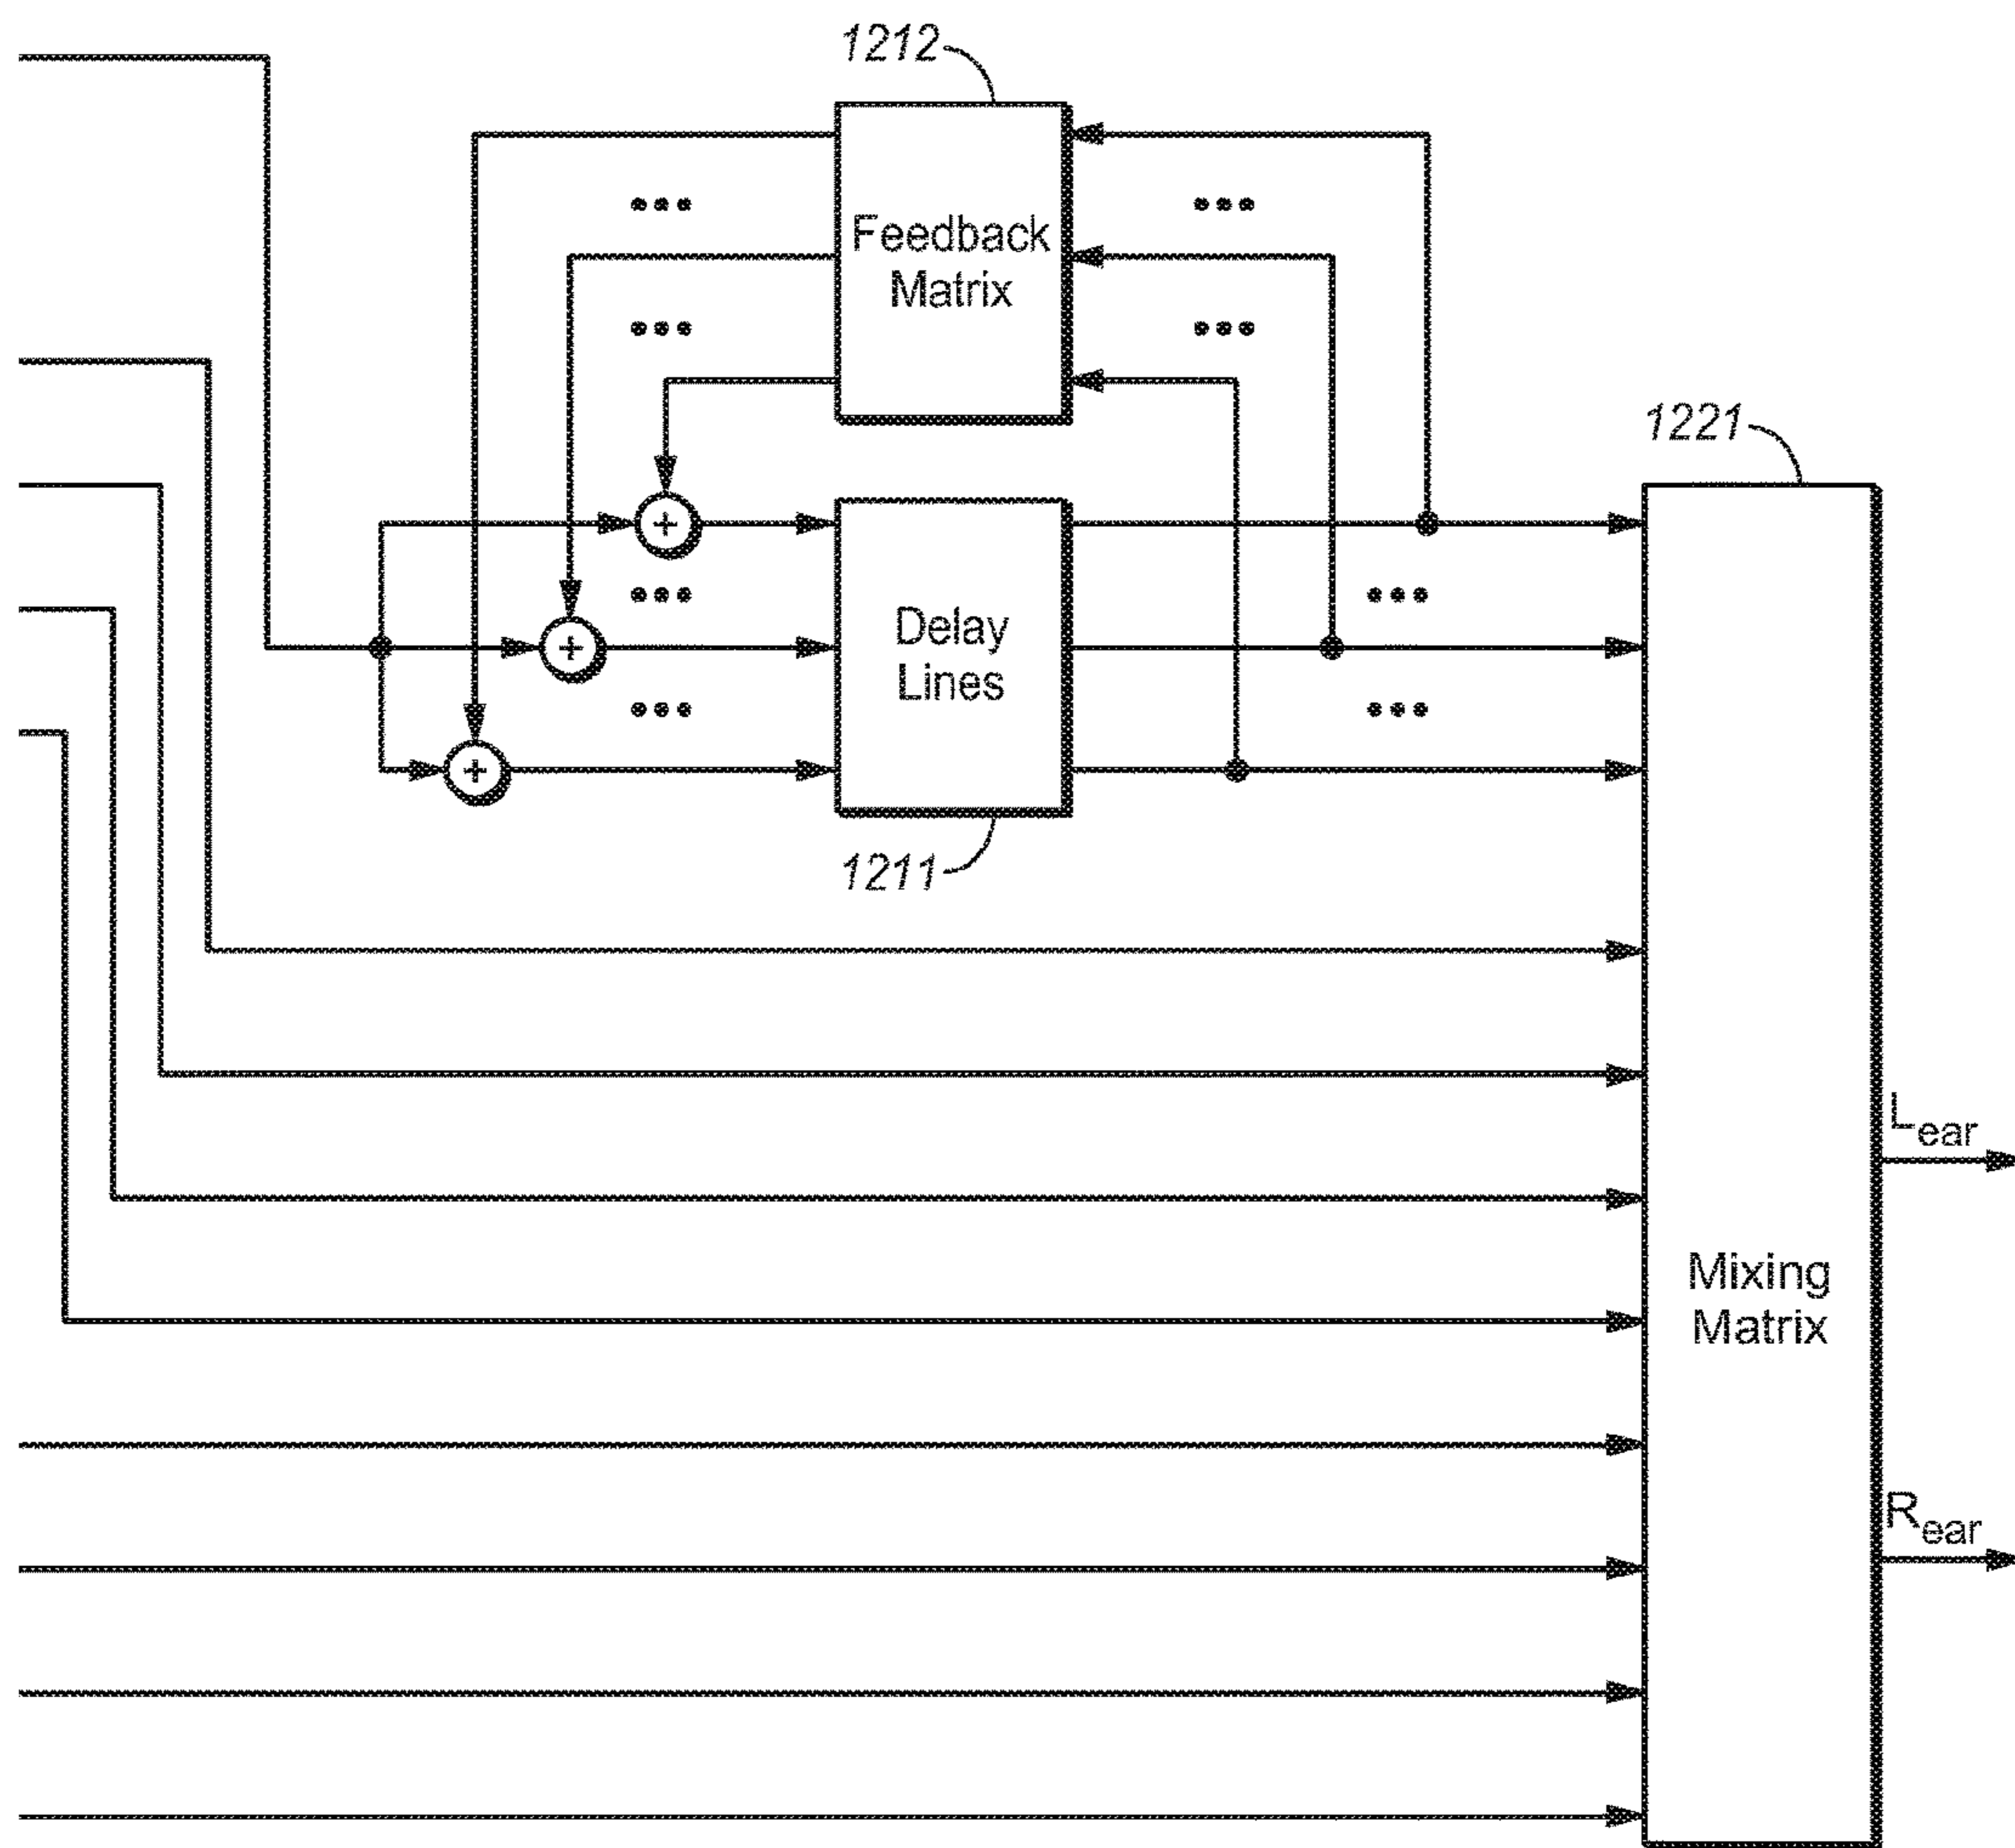 1212
Feedback
Matrix
1221
+
Delay
Lines
+
+
1211
Lear
Mixing
Matrix
Rear